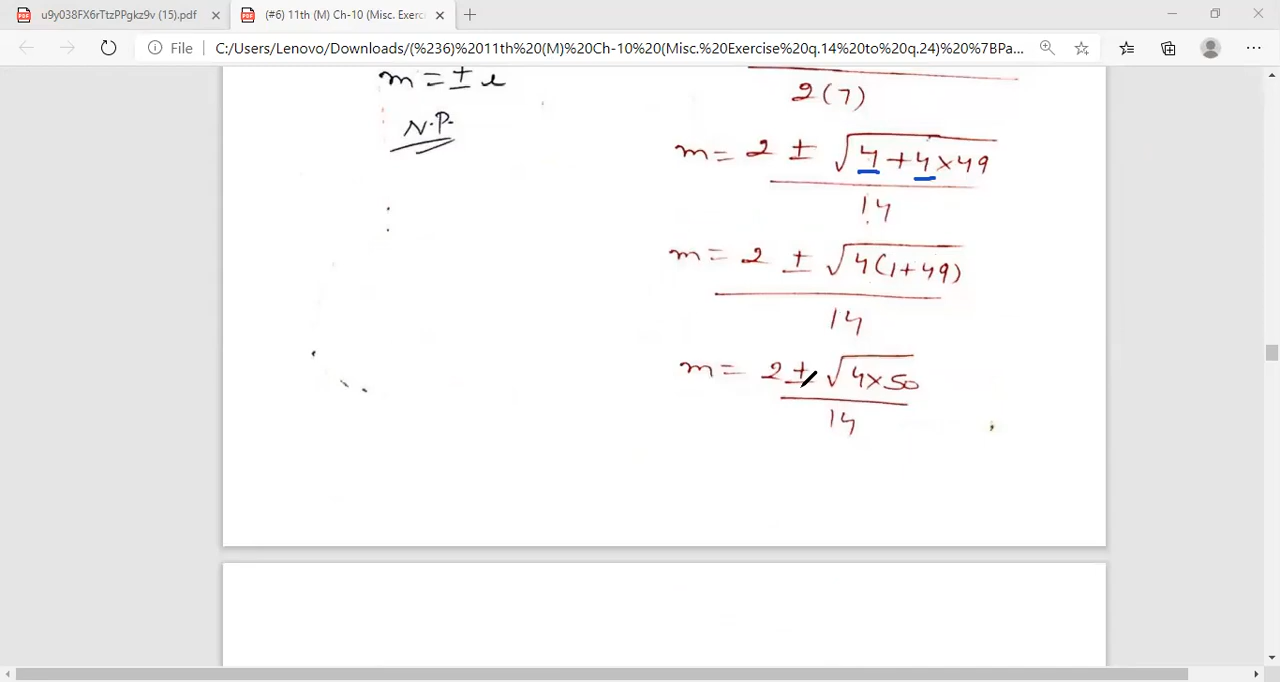 u9y038FX6rTtzPPgkz9v (15).pdf
(#6) 11th (M) Ch-10 (Misc. Exerc
File
C:/Users/Lenovo/Downloads/(%236)%2011th%20(M)%20Ch-10%20(Misc.%20Exercise%20q.14%20to%20q.24)%20%7BPa...
m = ± i
N.P.
2(7)
m = 2 ± √4+4×49
14
m = 2 ± √4(1+49)
14
m = 2 ± √4×50
14